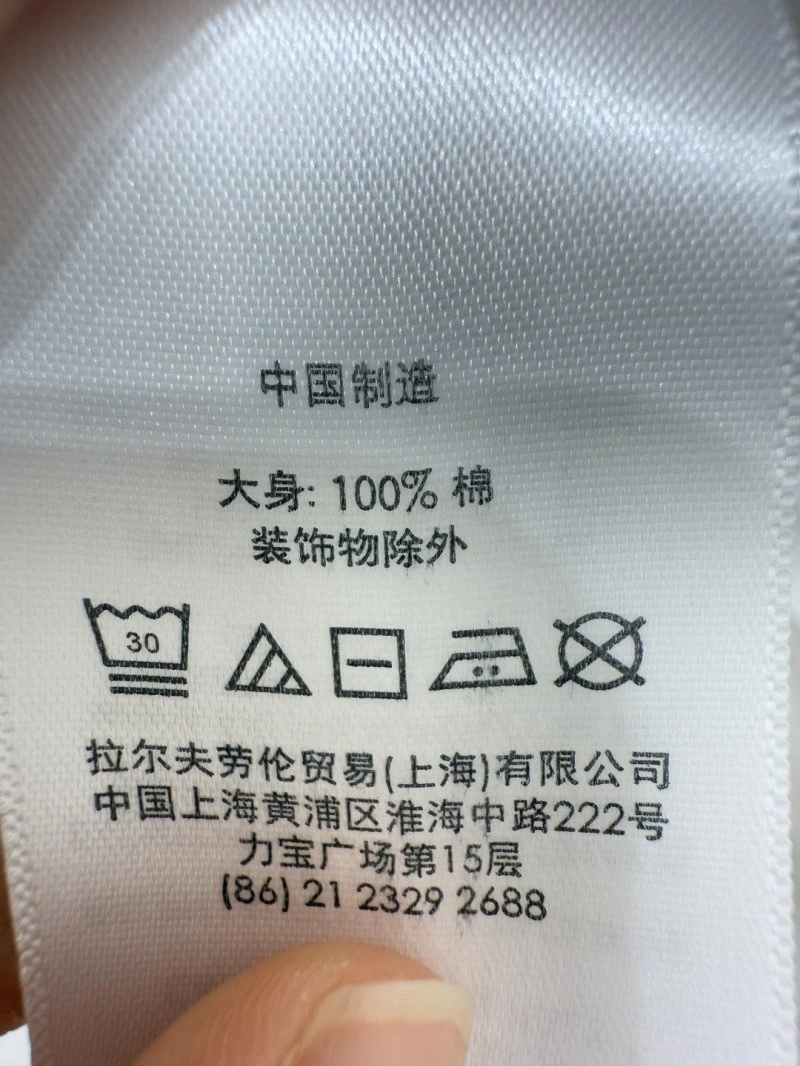 中国制造
大身: 100% 棉
装饰物除外
30
拉尔夫劳伦贸易(上海)有限公司
中国上海黄浦区淮海中路222号
力宝广场第15层
(86) 21 2329 2688